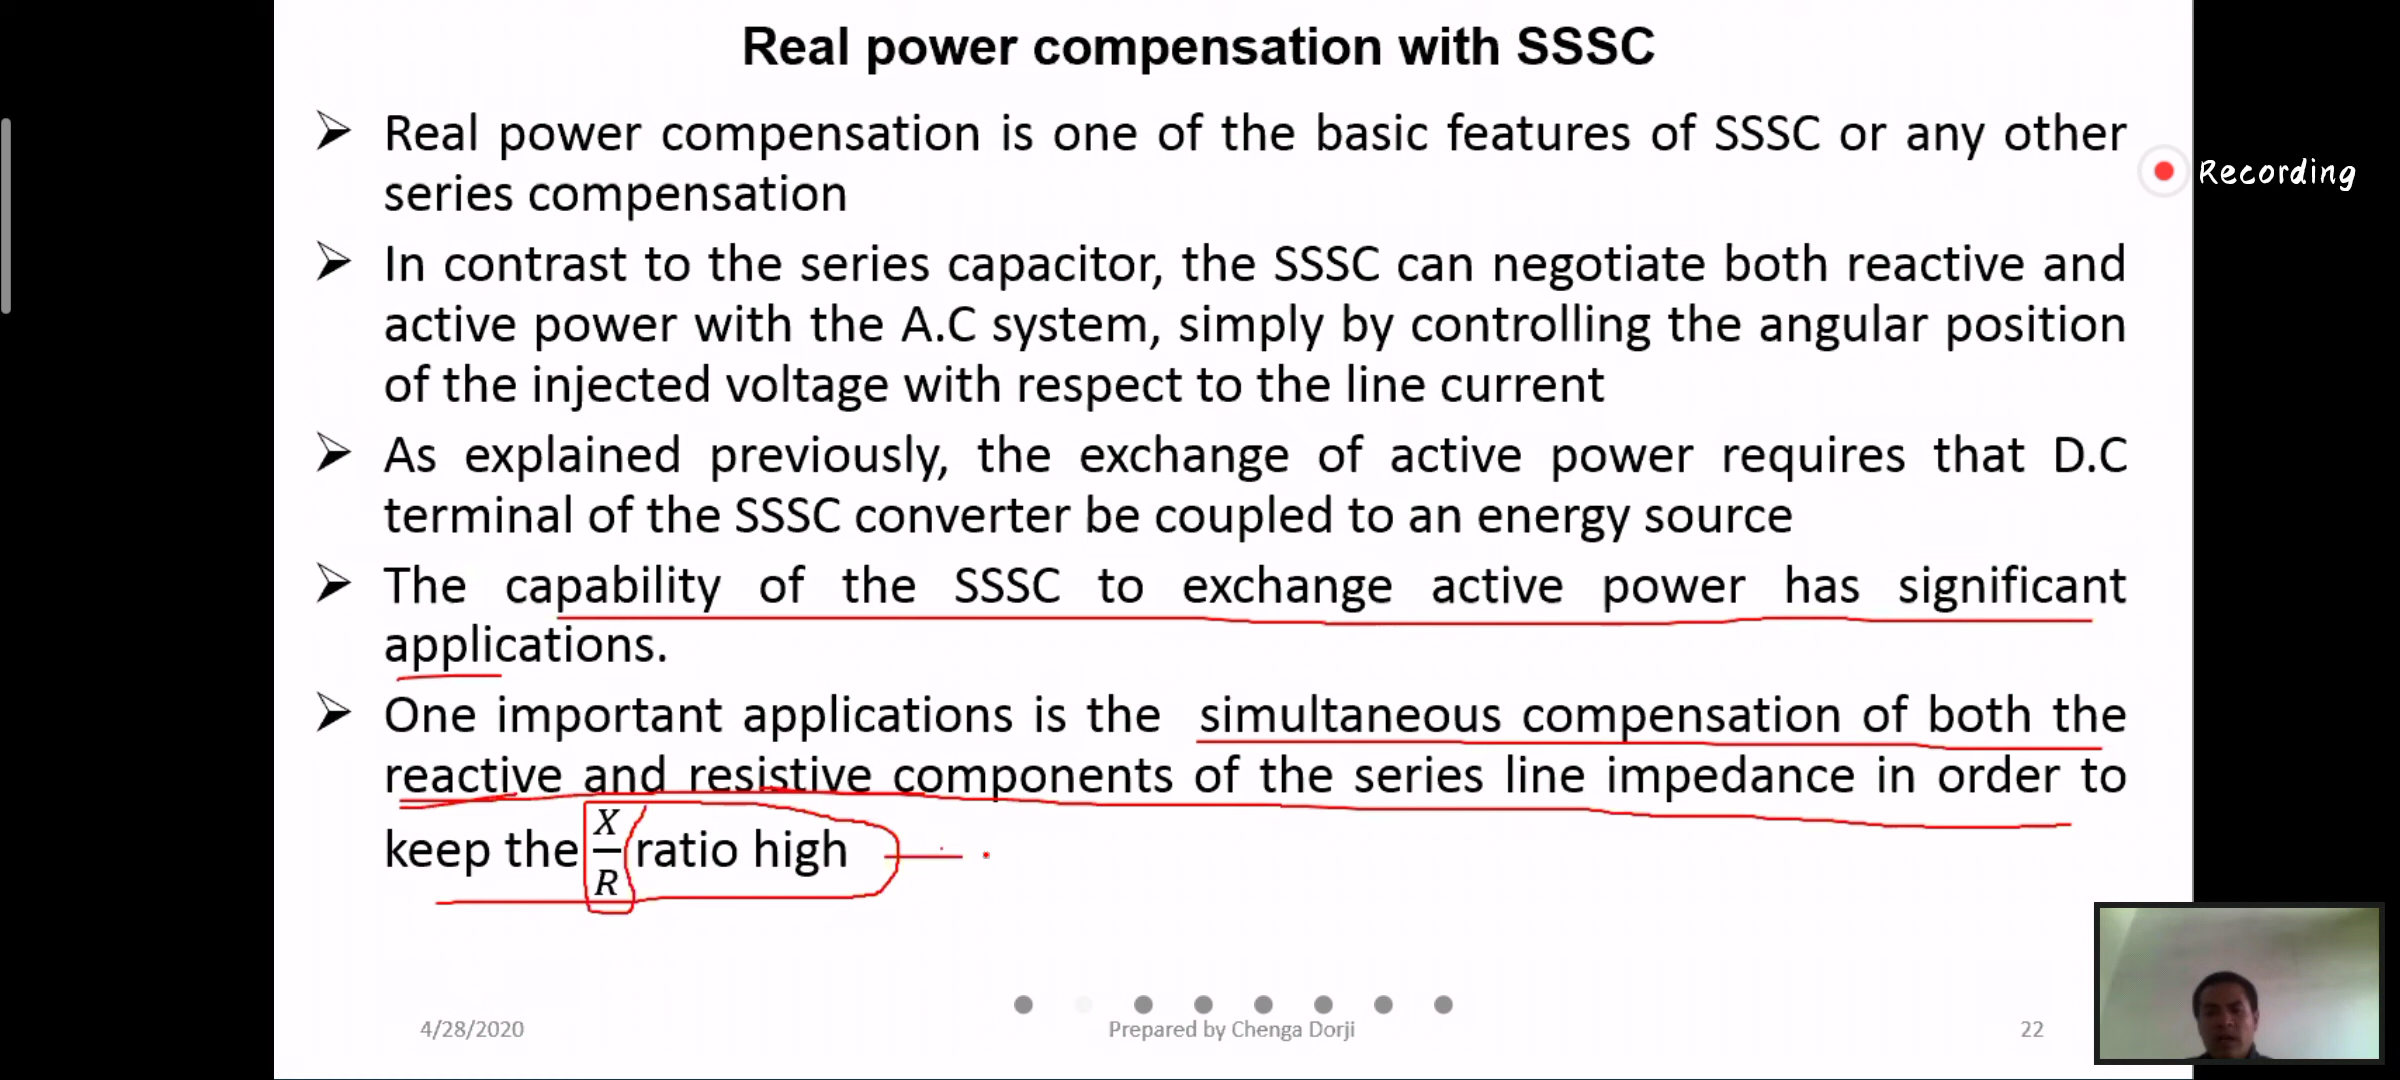 Real power compensation with SSSC
Real power compensation is one of the basic features of SSSC or any other
series compensation
Recording
In contrast to the series capacitor, the SSSC can negotiate both reactive and
active power with the A.C system, simply by controlling the angular position
of the injected voltage with respect to the line current
As explained previously, the exchange of active power requires that D.C
terminal of the SSSC converter be coupled to an energy source
The capability of the SSSC to exchange active power has significant
applications.
One important applications is the simultaneous compensation of both the
reactive and resistive components of the series line impedance in order to
keep the X/R ratio high
4/28/2020
Prepared by Chenga Dorji
22